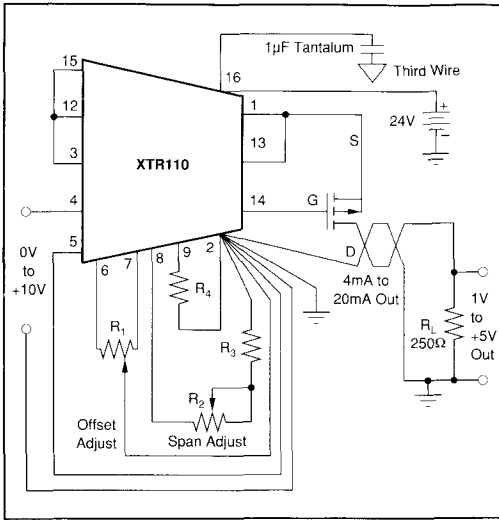 1μF Tantalum
Third Wire
15
16
12
1
24V
+
−
XTR110
13
S
3
14
G
4
5
6
7
8
9
2
D
0V
to
+10V
4mA to
20mA Out
R4
R1
R3
RL
250Ω
1V
to
+5V
Out
R2
Offset
Adjust
Span Adjust